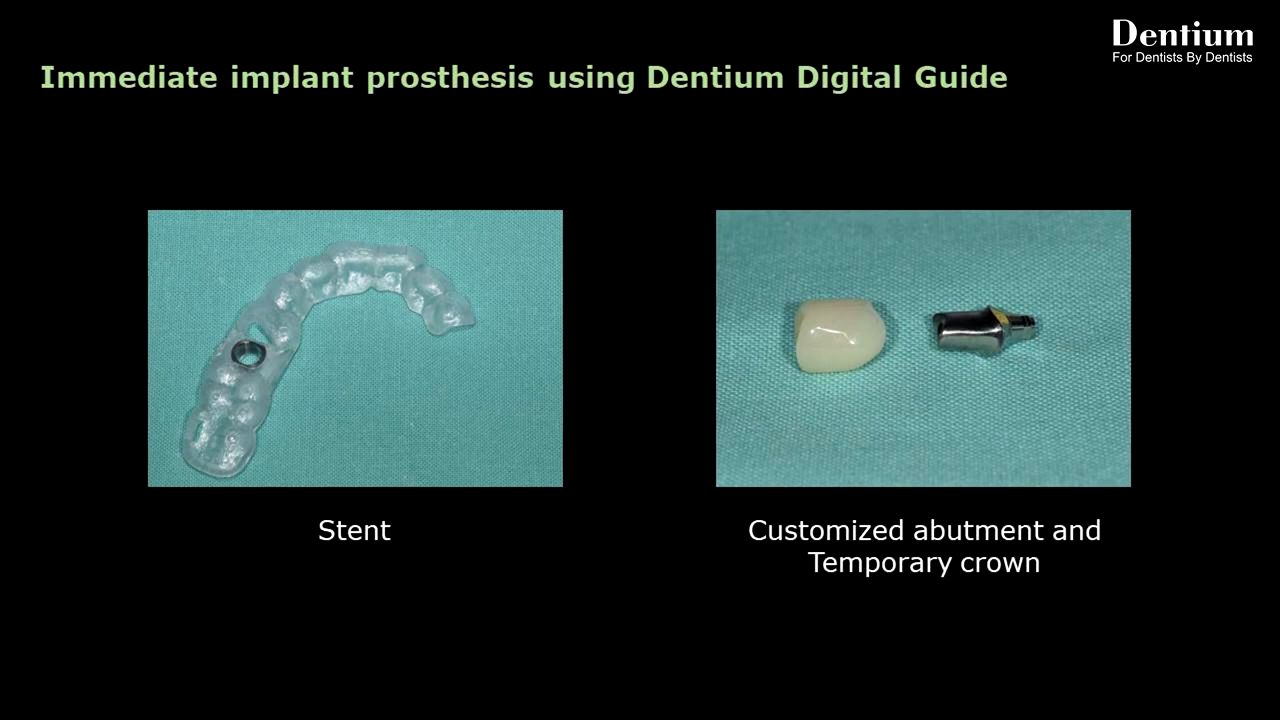 Dentium
For Dentists By Dentists
Immediate implant prosthesis using Dentium Digital Guide
Stent
Customized abutment and
Temporary crown